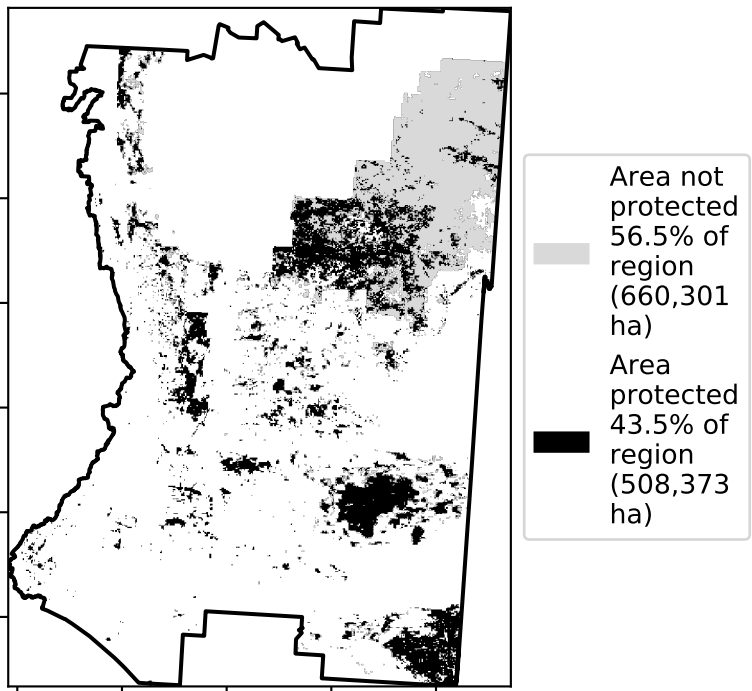 Area not
protected
56.5% of
region
(660,301
ha)
Area
protected
43.5% of
region
(508,373
ha)